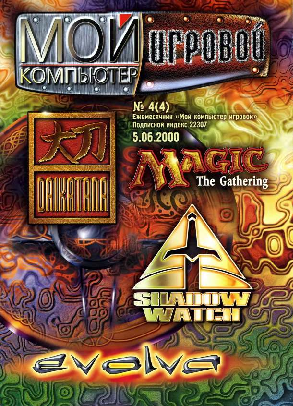 МОЙ ИГРОВОЙ
КОМПЬЮТЕР
№ 4(4)
Ежемесячник «Мой компьютер игровой»
Подписной индекс 22307
5.06.2000
大刀
DAIKATANA
MAGIC
The Gathering
SHADOW
WATCH
evolva